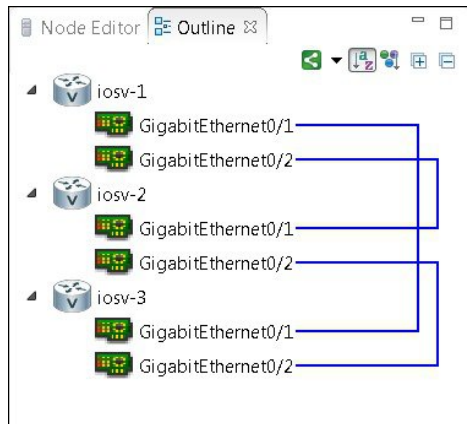 Node Editor Outline
a
z
iosv-1
V
GigabitEthernet0/1
GigabitEthernet0/2
iosv-2
V
GigabitEthernet0/1
GigabitEthernet0/2
iosv-3
V
GigabitEthernet0/1
GigabitEthernet0/2